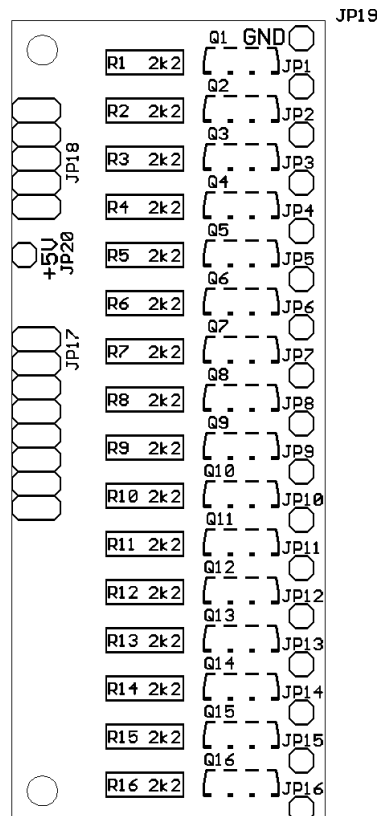 JP19
Q1 GND
R1 2k2 JP1
Q2
R2 2k2 JP2
Q3
R3 2k2 JP3
JP18
Q4
R4 2k2 JP4
Q5
R5 2k2 JP5
+5V
JP20
Q6
R6 2k2 JP6
Q7
R7 2k2 JP7
JP17
Q8
R8 2k2 JP8
Q9
R9 2k2 JP9
Q10
R10 2k2 JP10
Q11
R11 2k2 JP11
Q12
R12 2k2 JP12
Q13
R13 2k2 JP13
Q14
R14 2k2 JP14
Q15
R15 2k2 JP15
Q16
R16 2k2 JP16